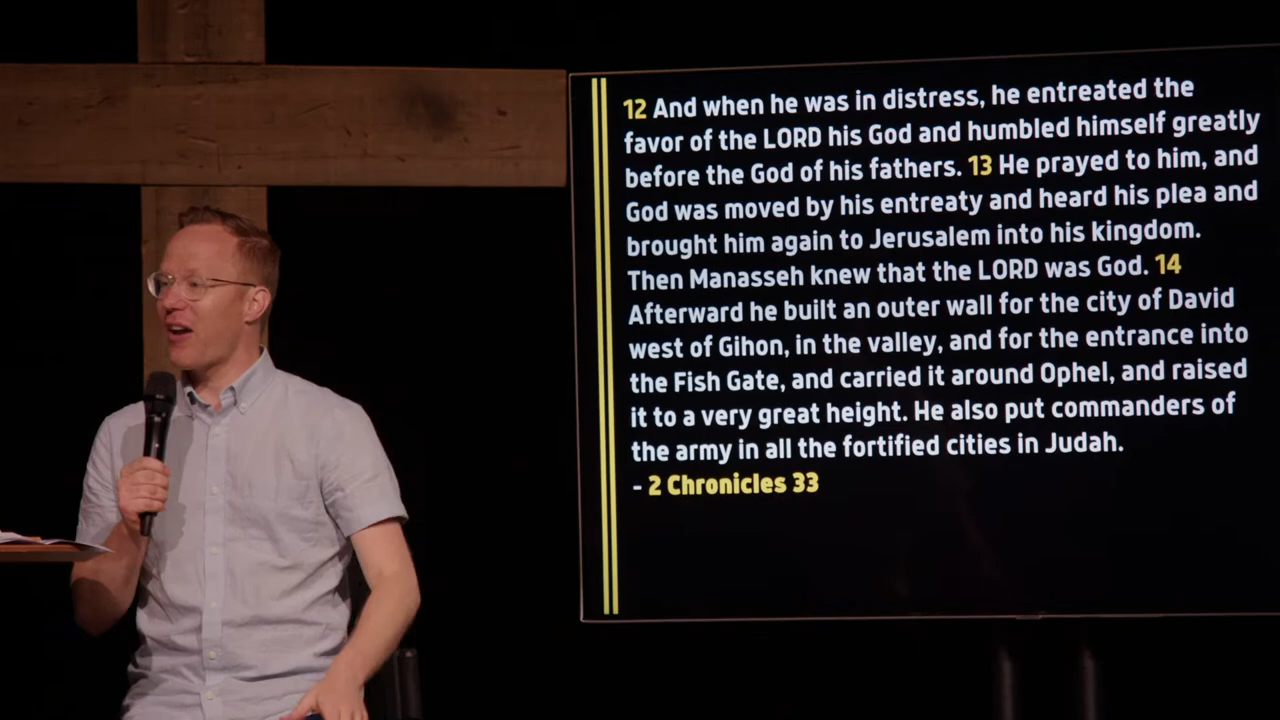 12 And when he was in distress, he entreated the
favor of the LORD his God and humbled himself greatly
before the God of his fathers. 13 He prayed to him, and
God was moved by his entreaty and heard his plea and
brought him again to Jerusalem into his kingdom.
Then Manasseh knew that the LORD was God. 14
Afterward he built an outer wall for the city of David
west of Gihon, in the valley, and for the entrance into
the Fish Gate, and carried it around Ophel, and raised
it to a very great height. He also put commanders of
the army in all the fortified cities in Judah.
- 2 Chronicles 33